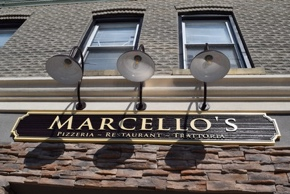 MARCELLO'S
PIZZERIA ~ RESTAURANT ~ TRATTORIA